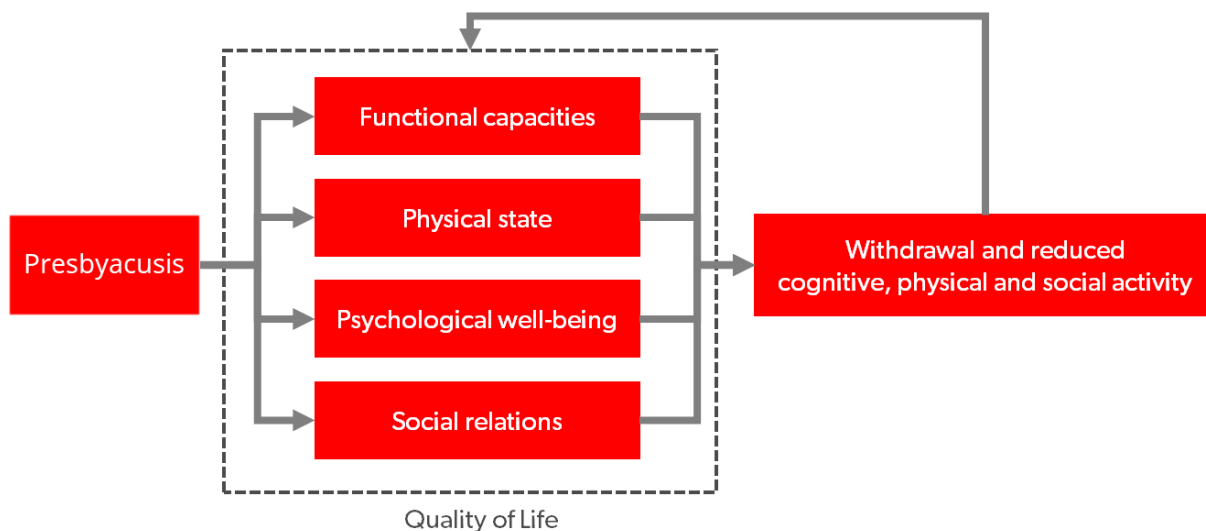 Presbyacusis
Functional capacities
Physical state
Psychological well-being
Social relations
Quality of Life
Withdrawal and reduced
cognitive, physical and social activity